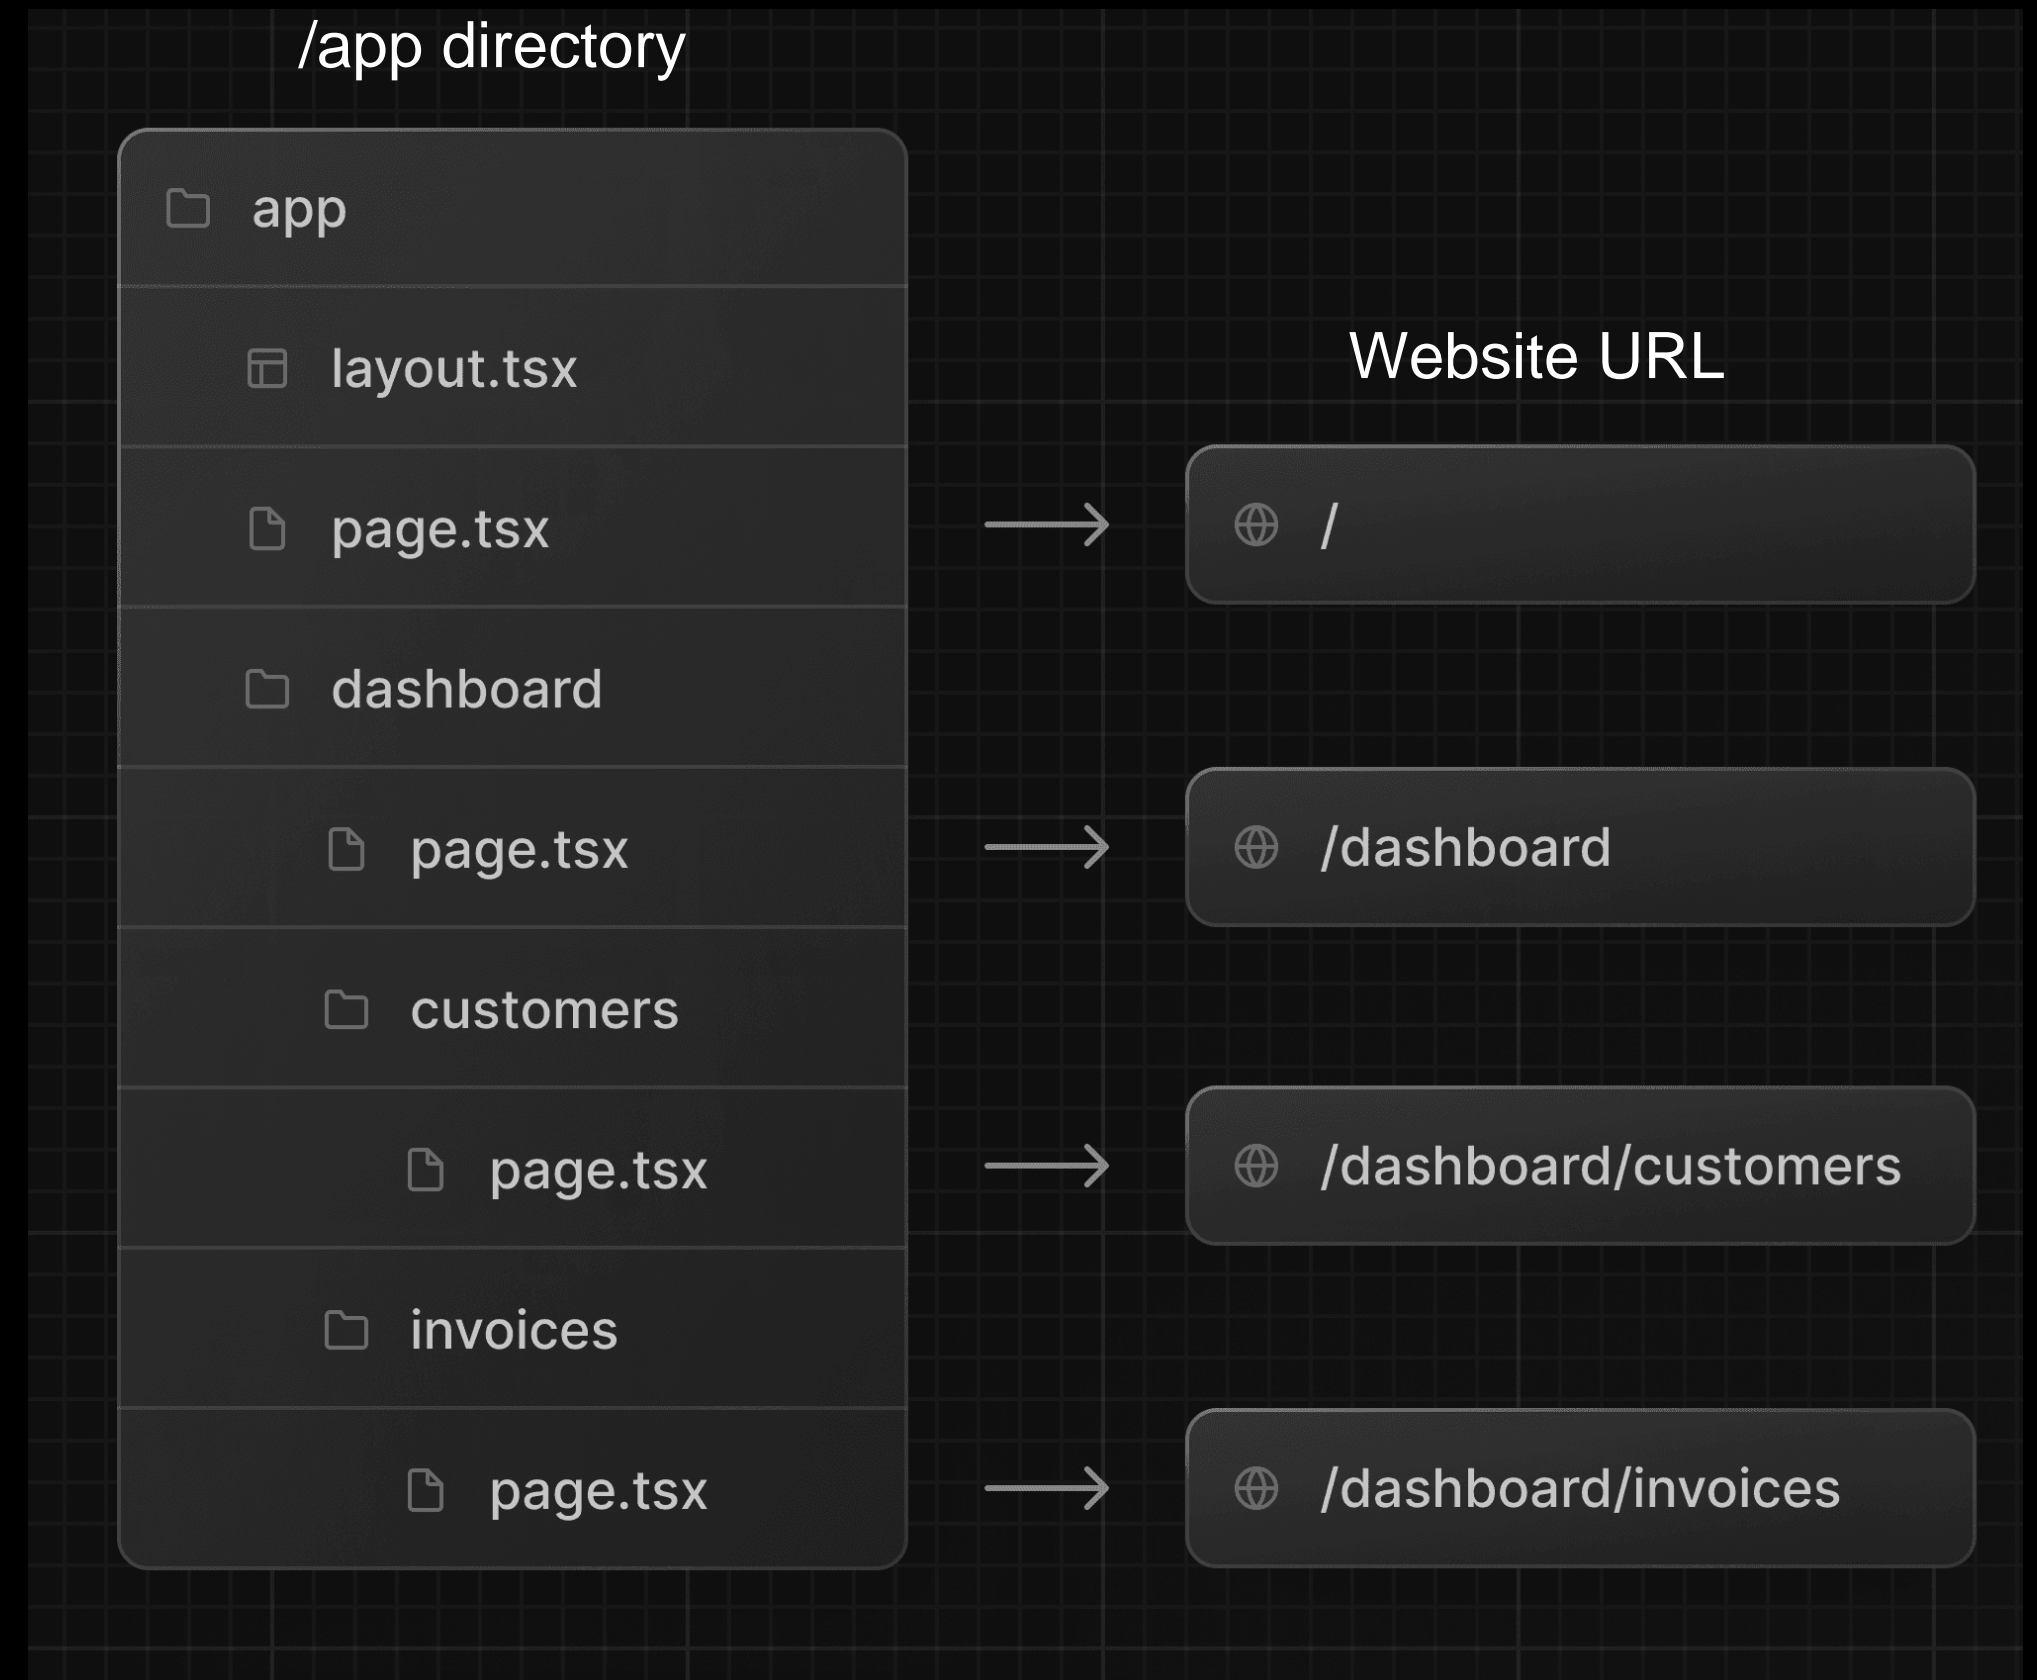 /app directory
app
layout.tsx
page.tsx
dashboard
page.tsx
customers
page.tsx
invoices
page.tsx
Website URL
/
/dashboard
/dashboard/customers
/dashboard/invoices